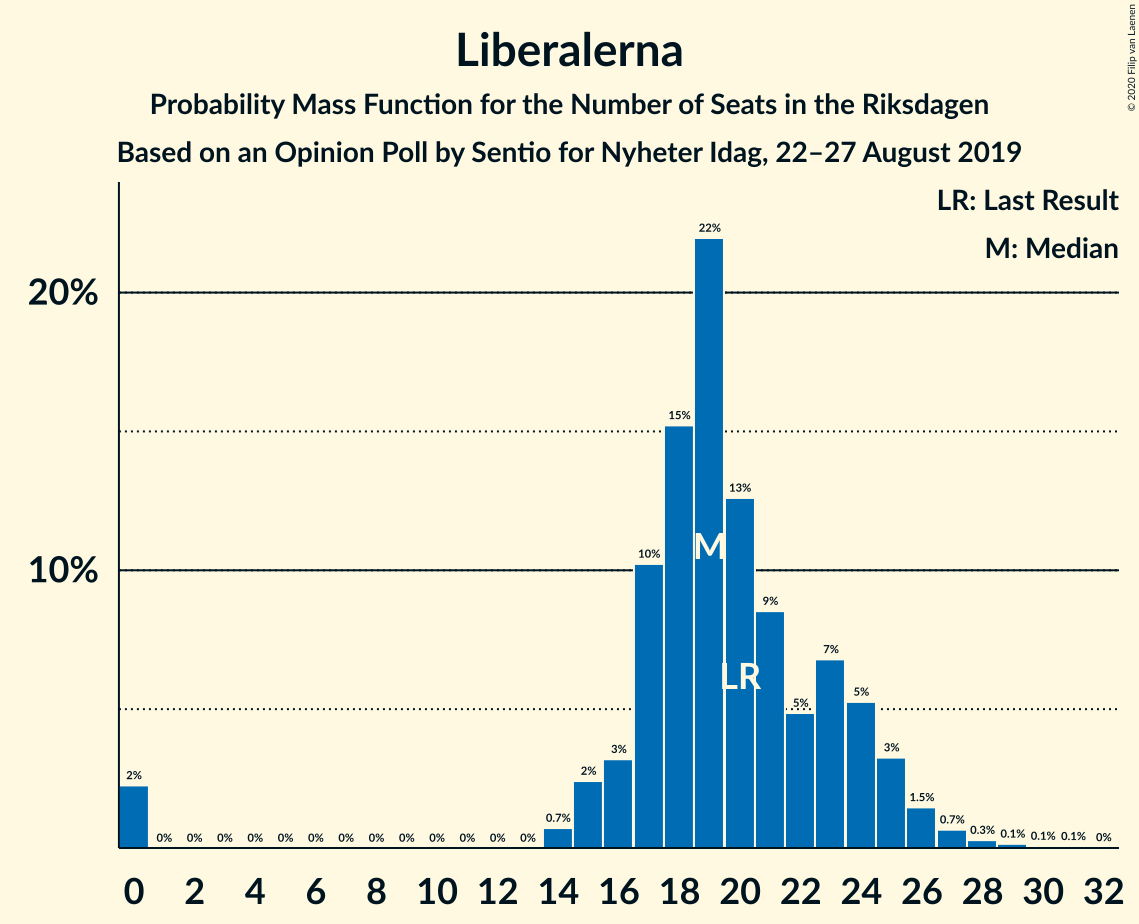 © 2020 Filip van Laenen
Liberalerna
Probability Mass Function for the Number of Seats in the Riksdagen
Based on an Opinion Poll by Sentio for Nyheter Idag, 22–27 August 2019
LR: Last Result
M: Median
20%
10%
2% 0% 0% 0% 0% 0% 0% 0% 0% 0% 0% 0% 0% 0% 0.7% 2% 3% 10% 15% 22% 13% 9% 5% 7% 5% 3% 1.5% 0.7% 0.3% 0.1% 0.1% 0.1% 0%
M
LR
0 2 4 6 8 10 12 14 16 18 20 22 24 26 28 30 32